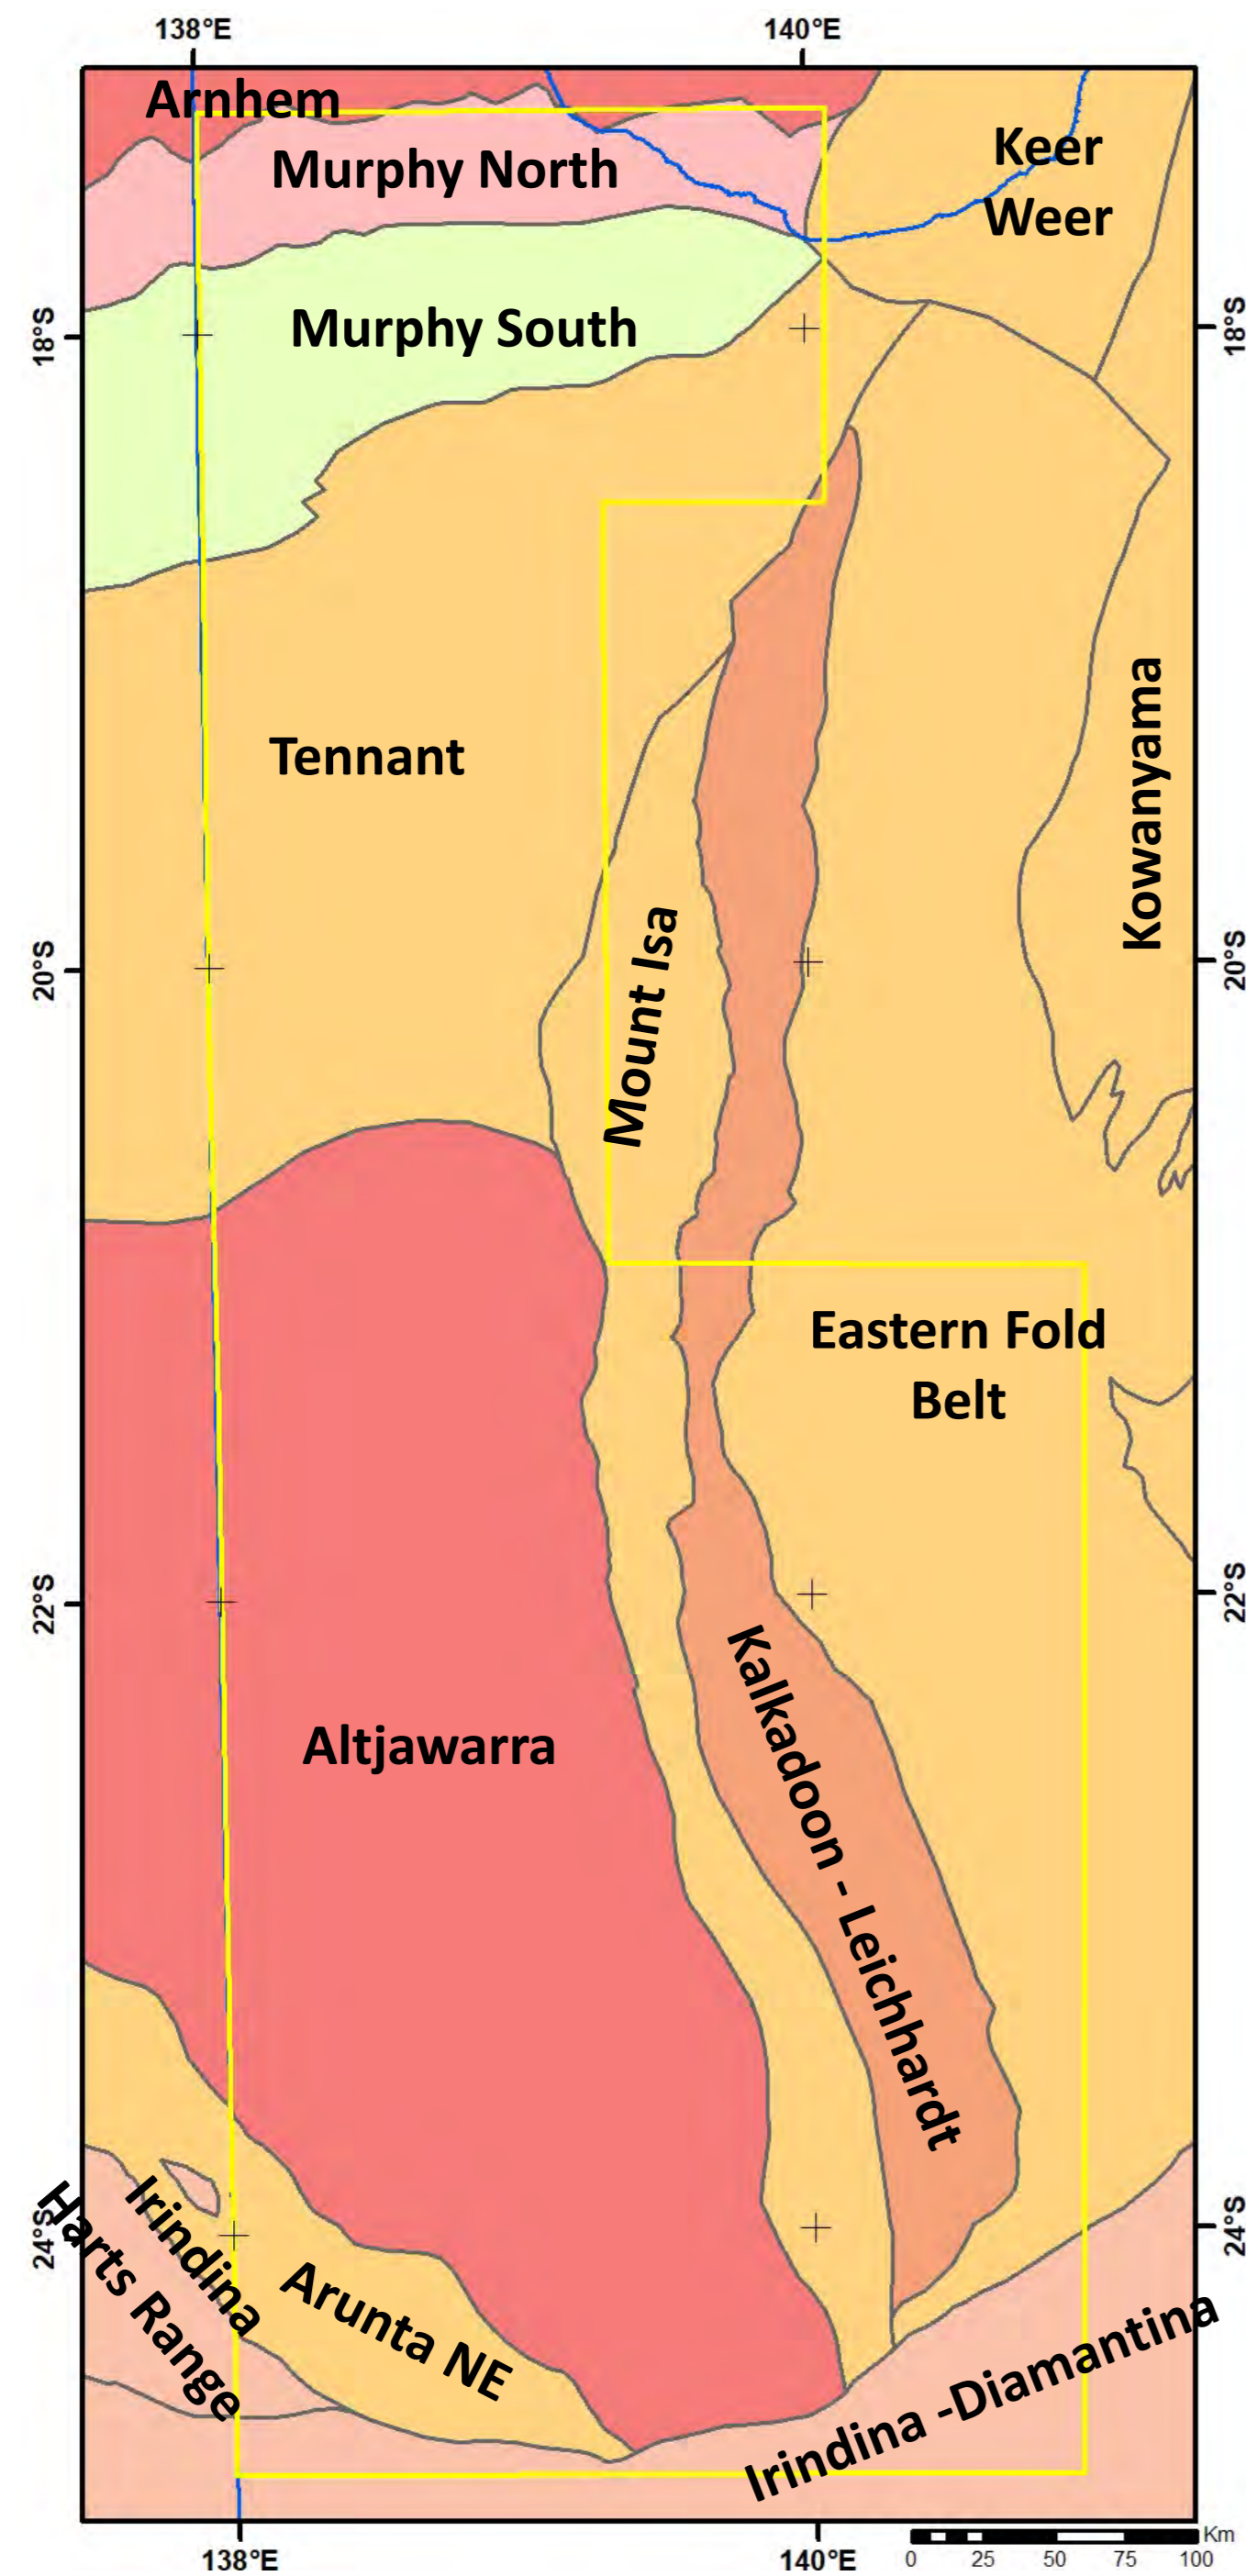 138°E
140°E
Arnhem
Murphy North
Keer
Weer
Murphy South
18°S
18°S
Tennant
Kowanyama
Mount Isa
20°S
20°S
Eastern Fold
Belt
22°S
22°S
Altjawarra
Kalkadoon - Leichhardt
24°S
24°S
Irindina
Harts Range
Arunta NE
Irindina -Diamantina
138°E
140°E
Km
0 25 50 75 100